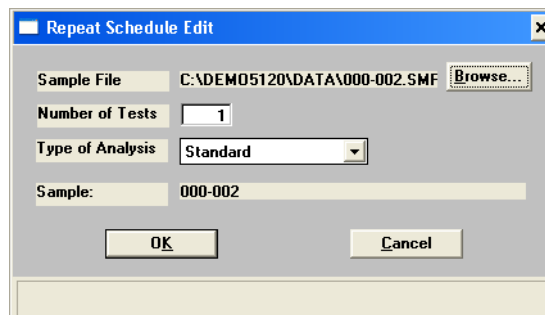 Repeat Schedule Edit
Sample File C:\DEMO5120\DATA\000-002.SMF Browse...
Number of Tests 1
Type of Analysis Standard
Sample: 000-002
OK Cancel